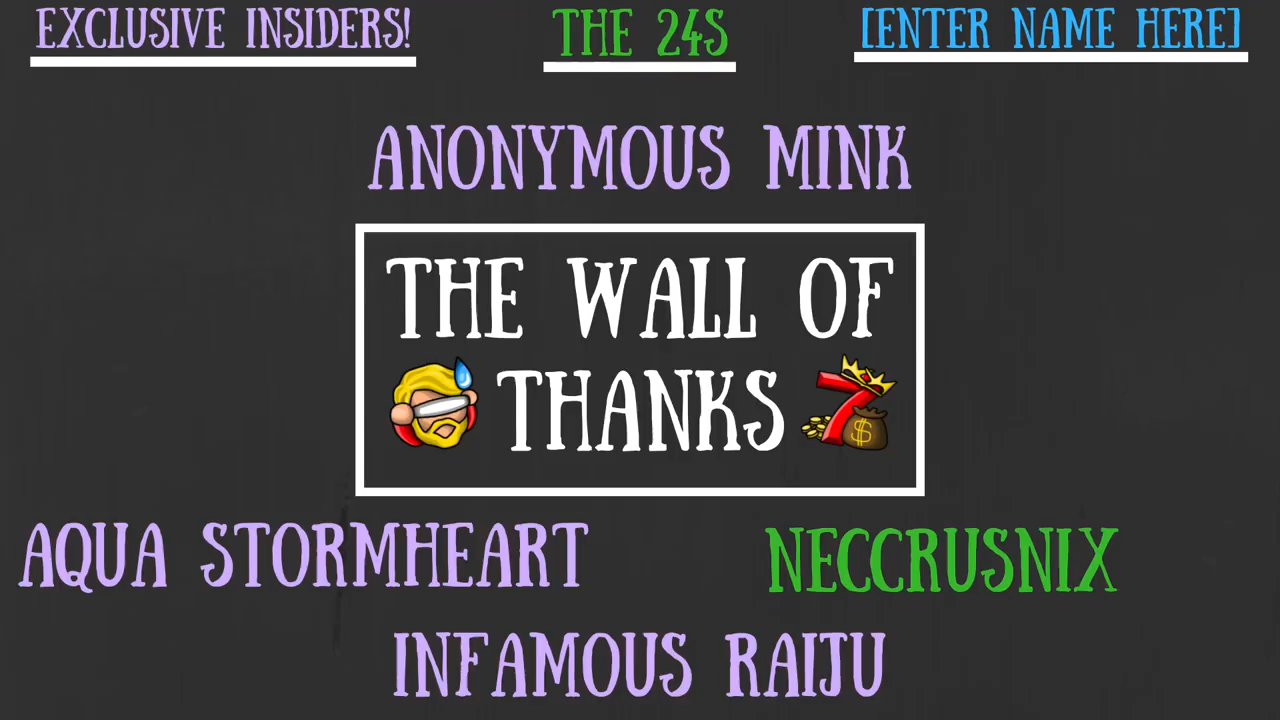 EXCLUSIVE INSIDERS!
THE 24S
[ENTER NAME HERE]
ANONYMOUS MINK
THE WALL OF
THANKS
AQUA STORMHEART
NECCRUSNIX
INFAMOUS RAIJU